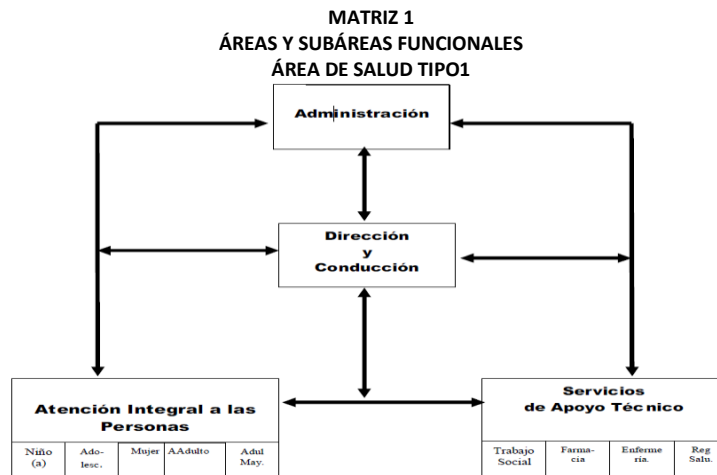 MATRIZ 1
ÁREAS Y SUBÁREAS FUNCIONALES
ÁREA DE SALUD TIPO1
Administración
Dirección
y
Conducción
Atención Integral a las
Personas
Niño
(a)
Ado-
lesc.
Mujer
AAdulto
Adul
May.
Servicios
de Apoyo Técnico
Trabajo
Social
Farma-
cia
Enferme
ría.
Reg
Salu.